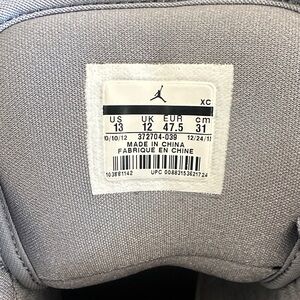 XC
US UK EUR cm
13 12 47.5 31
10/10/12 372704-039 12/24/12
MADE IN CHINA
FABRIQUE EN CHINE
UPC 00883153621724